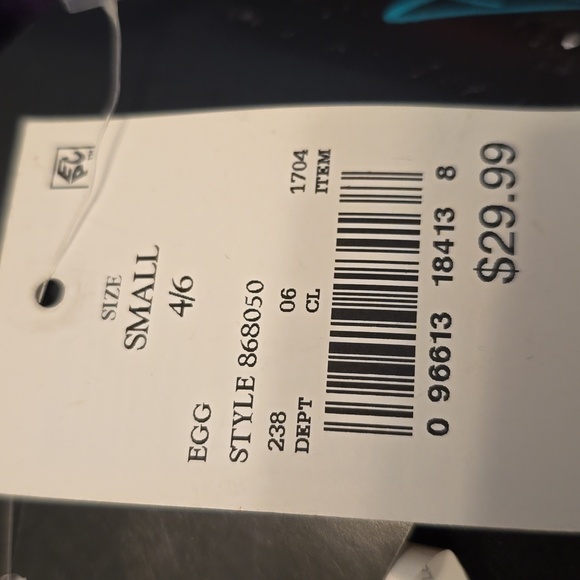 SIZE
SMALL
4/6
EGG
STYLE 868050
238 06 1704
DEPT CL ITEM
0 96613 18413 8
$29.99